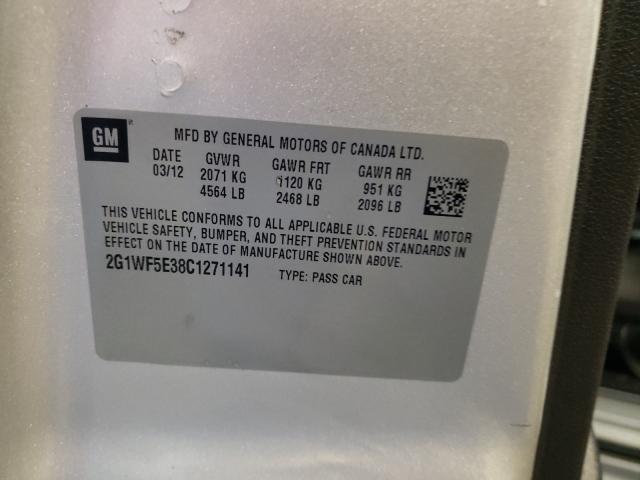 GM
MFD BY GENERAL MOTORS OF CANADA LTD.
DATE GVWR GAWR FRT GAWR RR
03/12 2071 KG 1120 KG 951 KG
4564 LB 2468 LB 2096 LB
THIS VEHICLE CONFORMS TO ALL APPLICABLE U.S. FEDERAL MOTOR
VEHICLE SAFETY, BUMPER, AND THEFT PREVENTION STANDARDS IN
EFFECT ON THE DATE OF MANUFACTURE SHOWN ABOVE.
2G1WF5E38C1271141 TYPE: PASS CAR